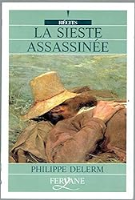 RÉCITS
LA SIESTE
ASSASSINÉE
PHILIPPE DELERM
FERYANE